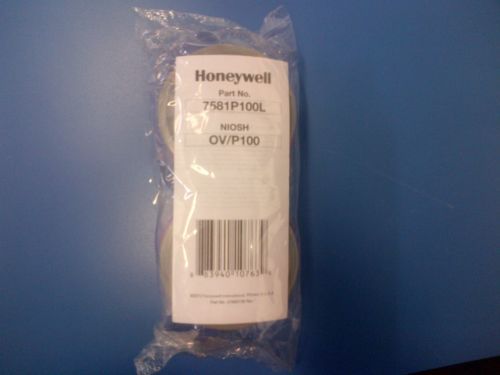 Honeywell
Part No.
7581P100L
NIOSH
OV/P100